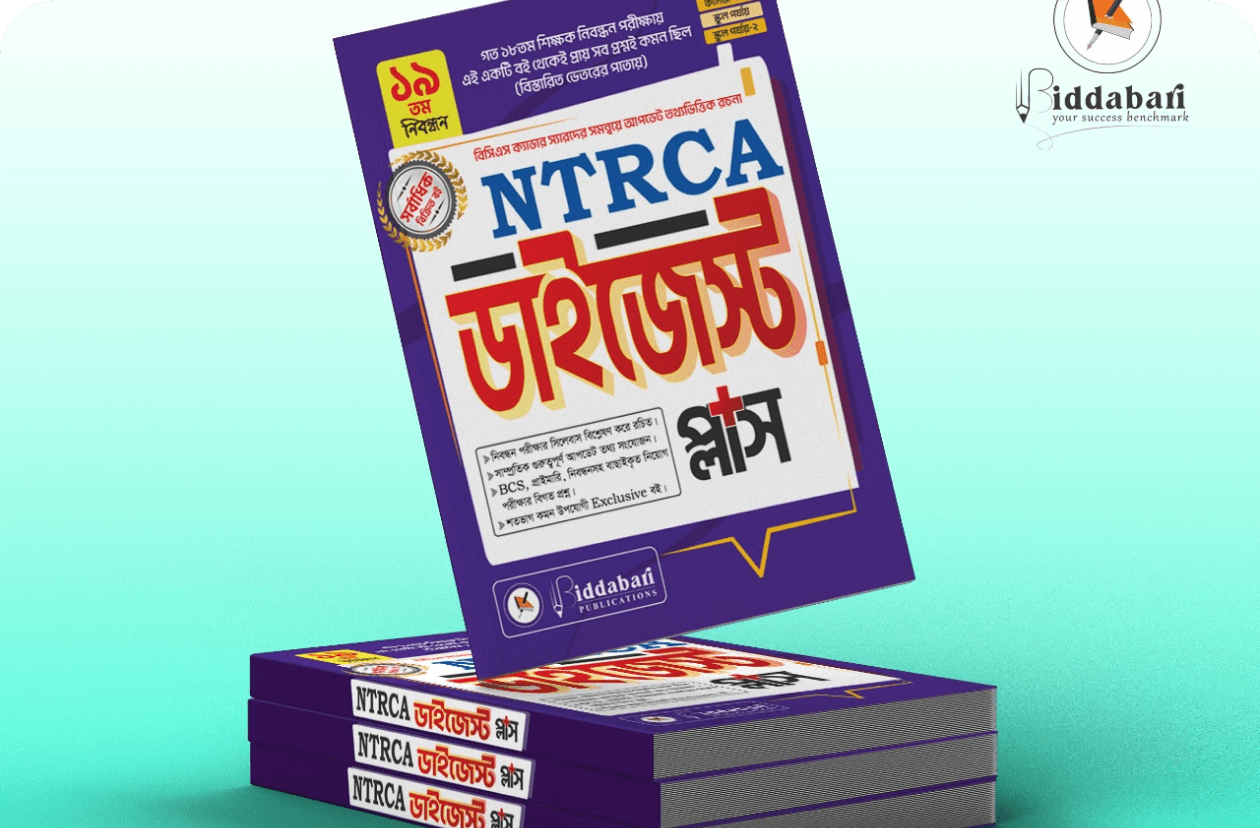 স্কুল পর্যায়
স্কুল পর্যায়-২
গত ১৮তম শিক্ষক নিবন্ধন পরীক্ষায়
এই একটি বই থেকেই প্রায় সব প্রশ্নই কমন ছিল
(বিস্তারিত ভেতরের পাতায়)
১৯
তম
নিবন্ধন
Biddabari
your success benchmark
বিসিএস ক্যাডার স্যারদের সমন্বয়ে আপডেট তথ্যভিত্তিক রচনা
সর্বাধিক
বিক্রিত বই
NTRCA
ডাইজেস্ট
প্লাস
নিবন্ধন পরীক্ষার সিলেবাস বিশ্লেষণ করে রচিত।
সাম্প্রতিক গুরুত্বপূর্ণ আপডেট তথ্য সংযোজন।
BCS, প্রাইমারি, নিবন্ধনসহ বাছাইকৃত নিয়োগ
পরীক্ষার বিগত প্রশ্ন।
শতভাগ কমন উপযোগী Exclusive বই।
Biddabari
PUBLICATIONS
NTRCA ডাইজেস্ট প্লাস
NTRCA ডাইজেস্ট প্লাস
NTRCA ডাইজেস্ট প্লাস